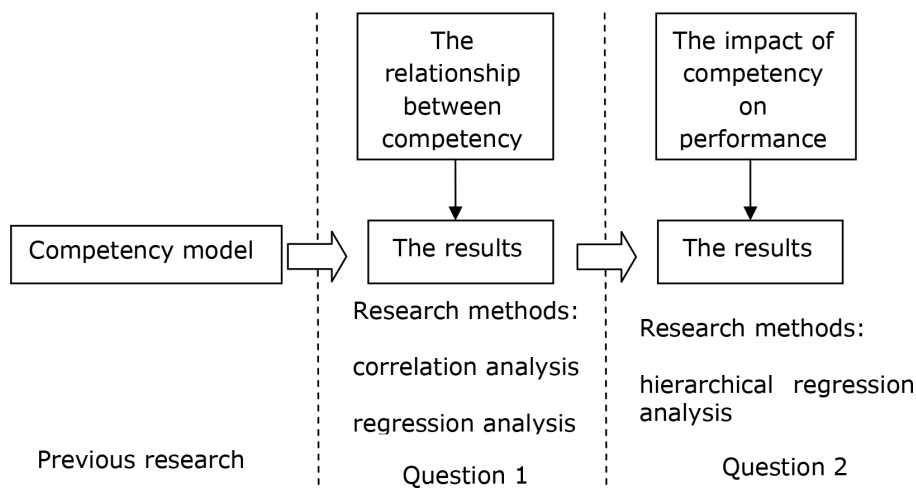 The
relationship
between
competency
The impact of
competency
on
performance
Competency model
The results
The results
Research methods:
correlation analysis
regression analysis
Research methods:
hierarchical regression
analysis
Previous research
Question 1
Question 2